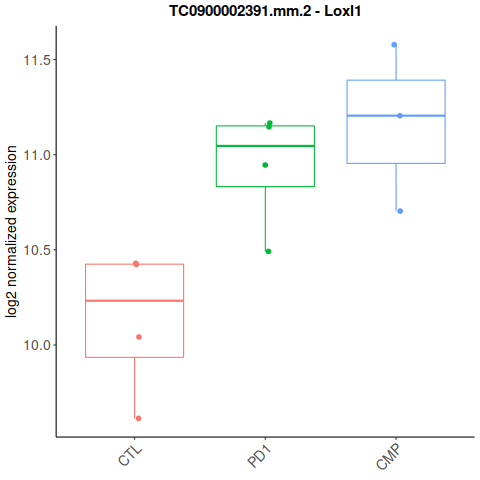 TC0900002391.mm.2 - Loxl1
log2 normalized expression
11.5
11.0
10.5
10.0
CTL
PD1
CMP